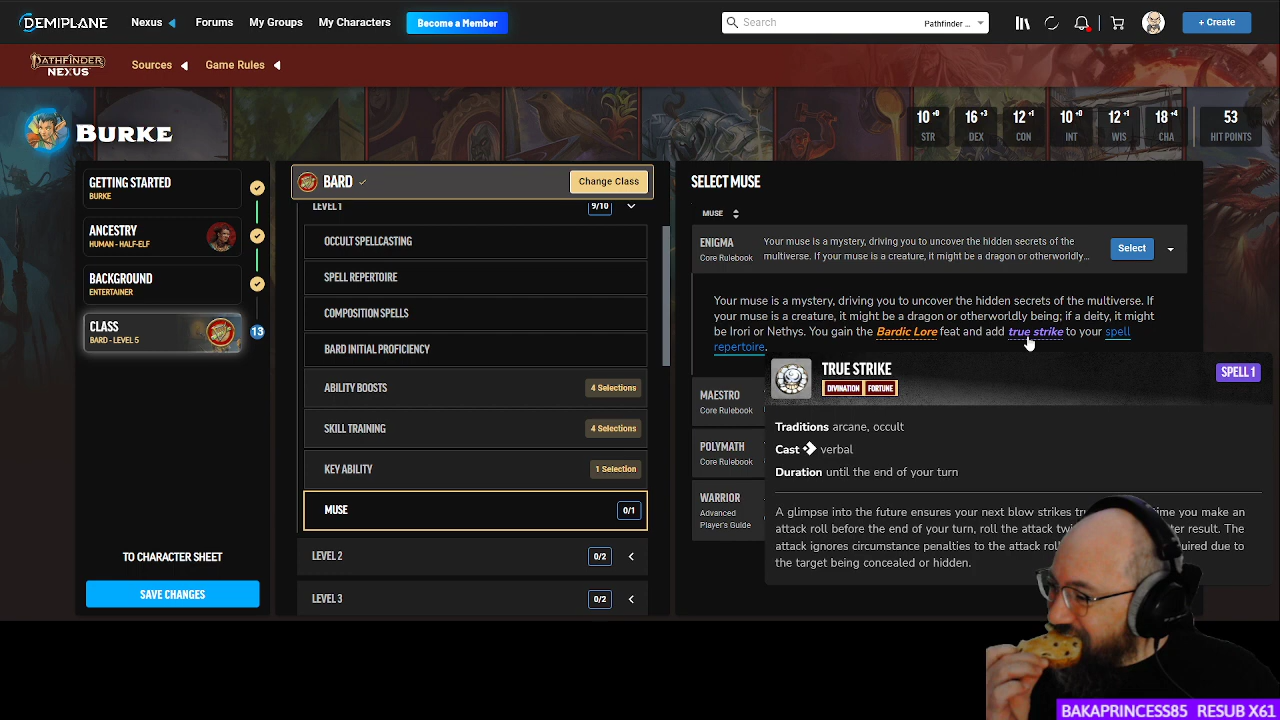 DEMIPLANE
Nexus
Forums
My Groups
My Characters
Become a Member
Search
Pathfinder ...
+ Create
PATHFINDER
NEXUS
Sources
Game Rules
BURKE
10 +0
STR
16 +3
DEX
12 +1
CON
10 +0
INT
12 +1
WIS
18 +4
CHA
53
HIT POINTS
GETTING STARTED
BURKE
ANCESTRY
HUMAN - HALF-ELF
BACKGROUND
ENTERTAINER
CLASS
BARD - LEVEL 5
13
TO CHARACTER SHEET
SAVE CHANGES
BARD
Change Class
LEVEL 1
9/10
OCCULT SPELLCASTING
SPELL REPERTOIRE
COMPOSITION SPELLS
BARD INITIAL PROFICIENCY
ABILITY BOOSTS
4 Selections
SKILL TRAINING
4 Selections
KEY ABILITY
1 Selection
MUSE
0/1
LEVEL 2
0/2
LEVEL 3
0/2
SELECT MUSE
MUSE
ENIGMA
Core Rulebook
Your muse is a mystery, driving you to uncover the hidden secrets of the
multiverse. If your muse is a creature, it might be a dragon or otherworldly...
Select
Your muse is a mystery, driving you to uncover the hidden secrets of the multiverse. If
your muse is a creature, it might be a dragon or otherworldly being; if a deity, it might
be Irori or Nethys. You gain the Bardic Lore feat and add true strike to your spell
repertoire.
MAESTRO
Core Rulebook
POLYMATH
Core Rulebook
WARRIOR
Advanced
Player's Guide
TRUE STRIKE
DIVINATION
FORTUNE
SPELL 1
Traditions arcane, occult
Cast verbal
Duration until the end of your turn
A glimpse into the future ensures your next blow strikes ime you make an
attack roll before the end of your turn, roll the attack ter result. The
attack ignores circumstance penalties to the attack roll uired due to
the target being concealed or hidden.
BAKAPRINCESS85 RESUB X61